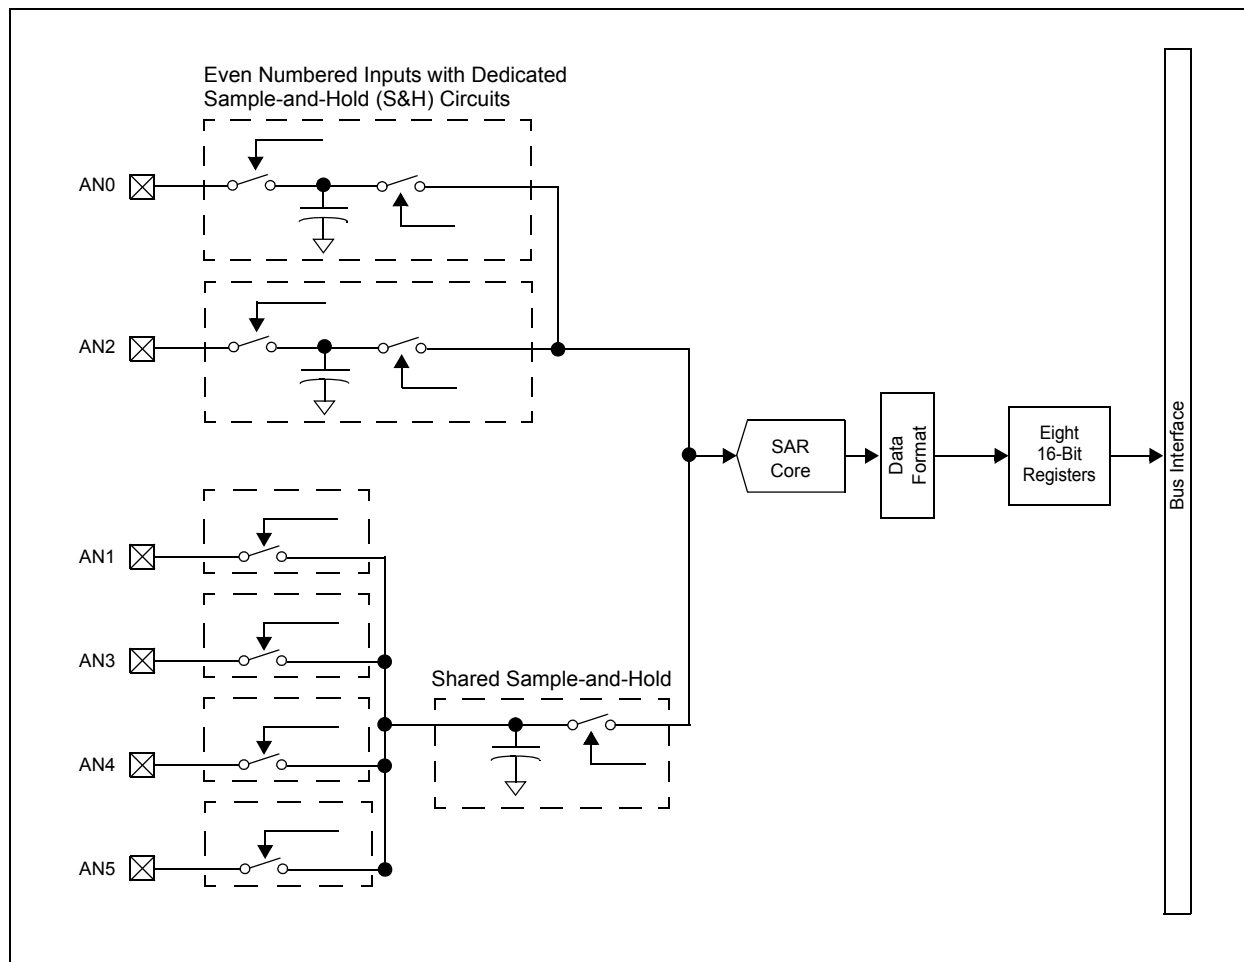 Even Numbered Inputs with Dedicated
Sample-and-Hold (S&H) Circuits
AN0
AN2
SAR
Core
Data
Format
Eight
16-Bit
Registers
Bus Interface
AN1
AN3
Shared Sample-and-Hold
AN4
AN5